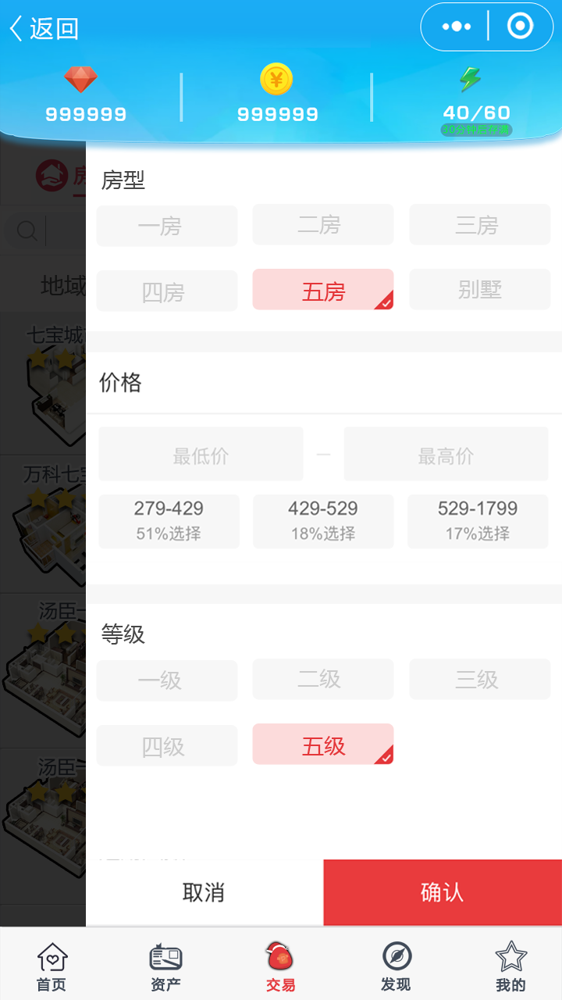 返回
999999
999999
40/60
房型
一房
二房
三房
四房
五房
别墅
地域
七宝城
万科七宝
汤臣一
汤臣一
价格
最低价
最高价
279-429
51%选择
429-529
18%选择
529-1799
17%选择
等级
一级
二级
三级
四级
五级
取消
确认
首页
资产
交易
发现
我的